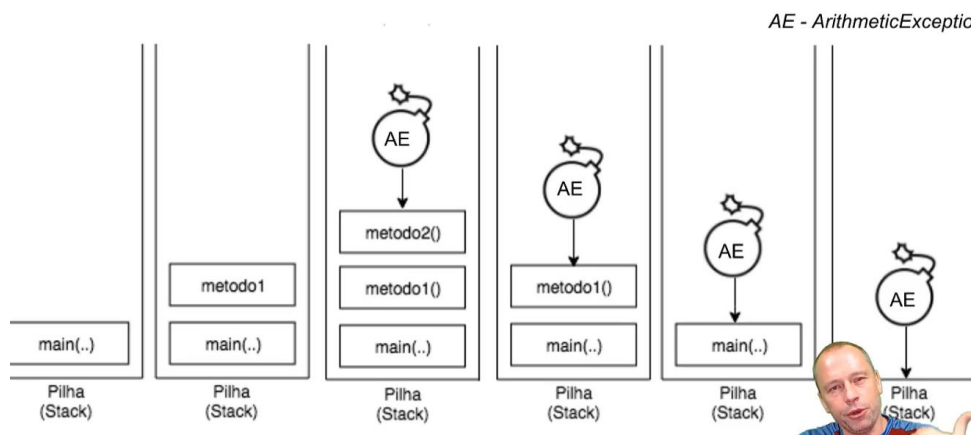 AE - ArithmeticExceptio
AE
metodo2()
metodo1()
main(..)
Pilha
(Stack)
metodo1
main(..)
Pilha
(Stack)
main(..)
Pilha
(Stack)
AE
metodo1()
main(..)
Pilha
(Stack)
AE
main(..)
Pilha
(Stack)
AE
Pilha
(Stack)